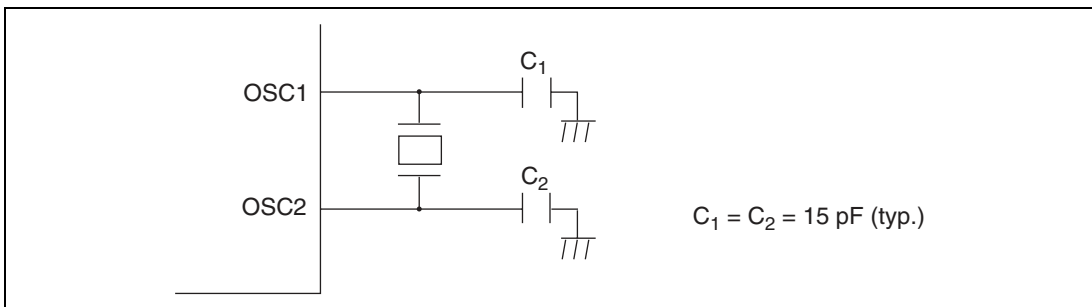 C₁
OSC1
C₂
OSC2
C₁ = C₂ = 15 pF (typ.)